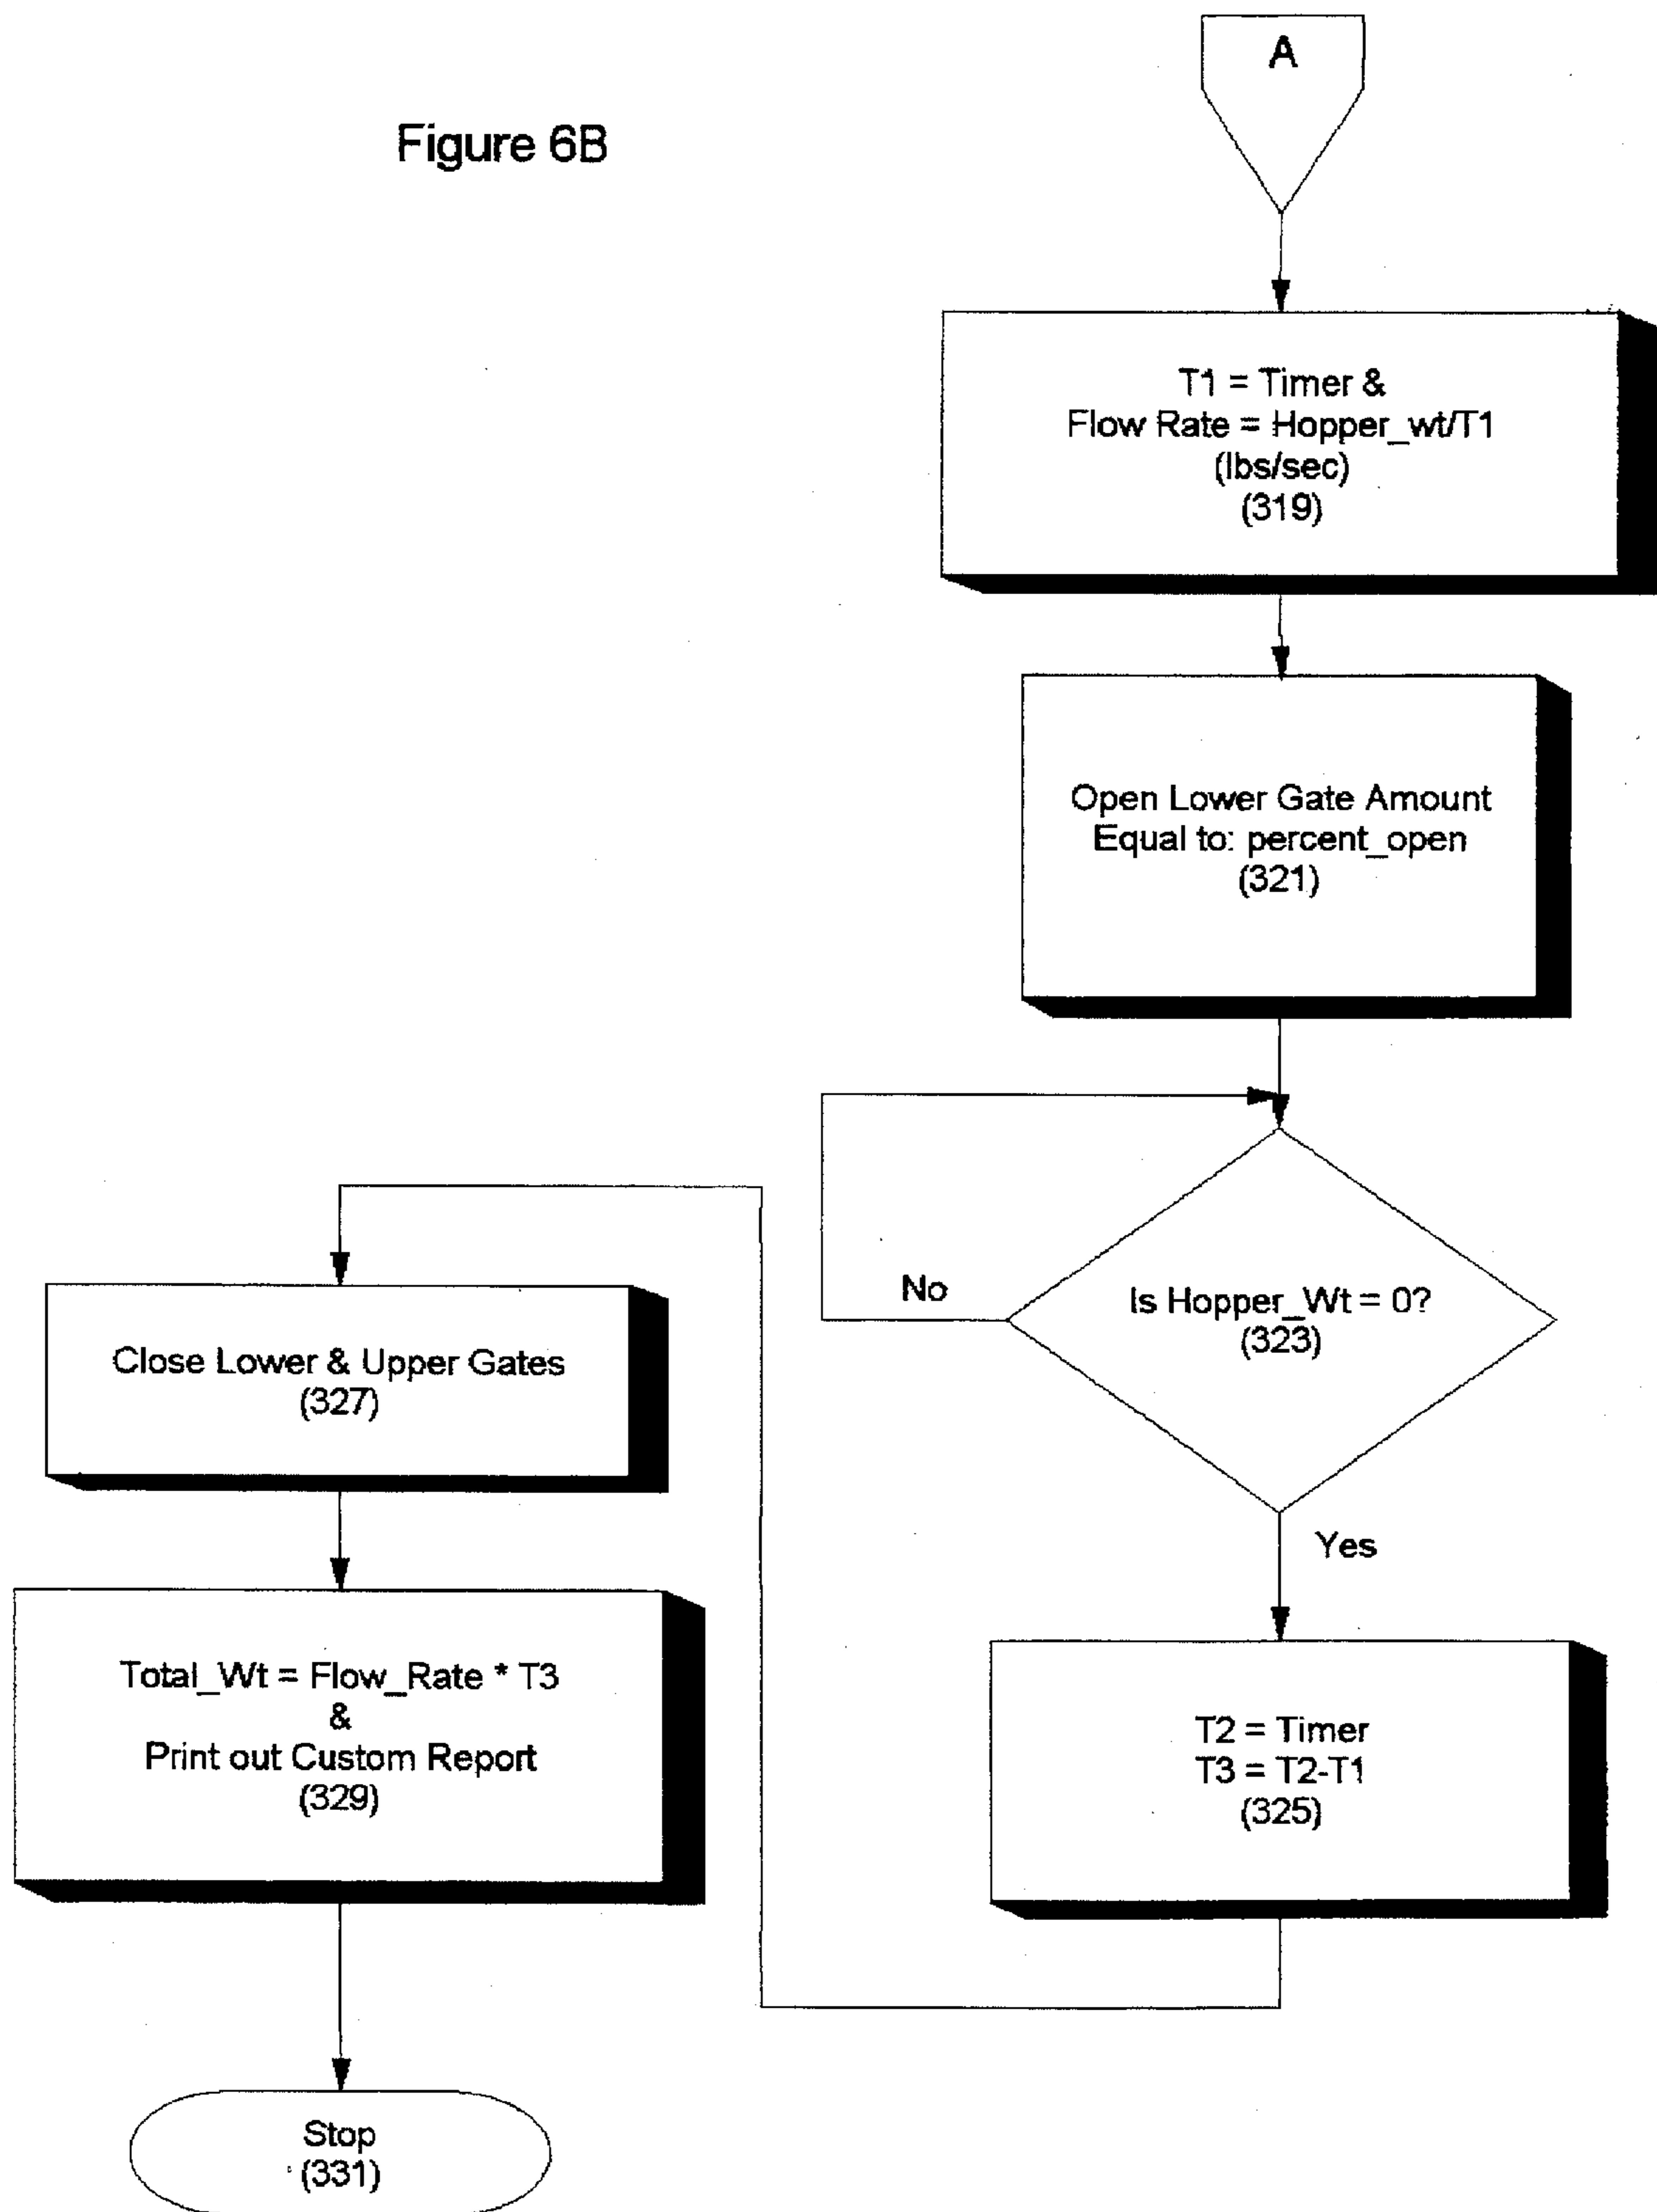 Figure 6B
A
T1 = Timer &
Flow Rate = Hopper_wt/T1
(lbs/sec)
(319)
Open Lower Gate Amount
Equal to: percent_open
(321)
Is Hopper_Wt = 0?
(323)
No
Yes
T2 = Timer
T3 = T2-T1
(325)
Close Lower & Upper Gates
(327)
Total_Wt = Flow_Rate * T3
&
Print out Custom Report
(329)
Stop
(331)